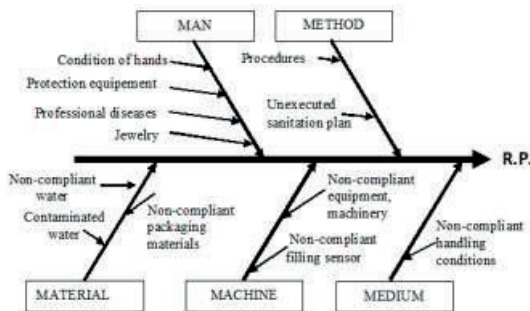 MAN
METHOD
Condition of hands
Protection equipement
Professional diseases
Jewelry
Procedures
Unexecuted
sanitation plan
R.P.
Non-compliant
water
Contaminated
water
Non-compliant
packaging
materials
Non-compliant
equipment,
machinery
Non-compliant
filling sensor
Non-compliant
handling
conditions
MATERIAL
MACHINE
MEDIUM